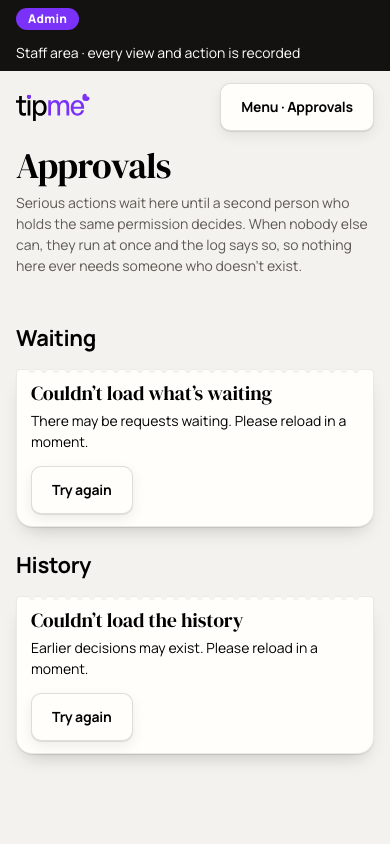 Admin
Staff area · every view and action is recorded
tipme
Menu · Approvals
Approvals
Serious actions wait here until a second person who
holds the same permission decides. When nobody else
can, they run at once and the log says so, so nothing
here ever needs someone who doesn’t exist.
Waiting
Couldn’t load what’s waiting
There may be requests waiting. Please reload in a
moment.
Try again
History
Couldn’t load the history
Earlier decisions may exist. Please reload in a
moment.
Try again